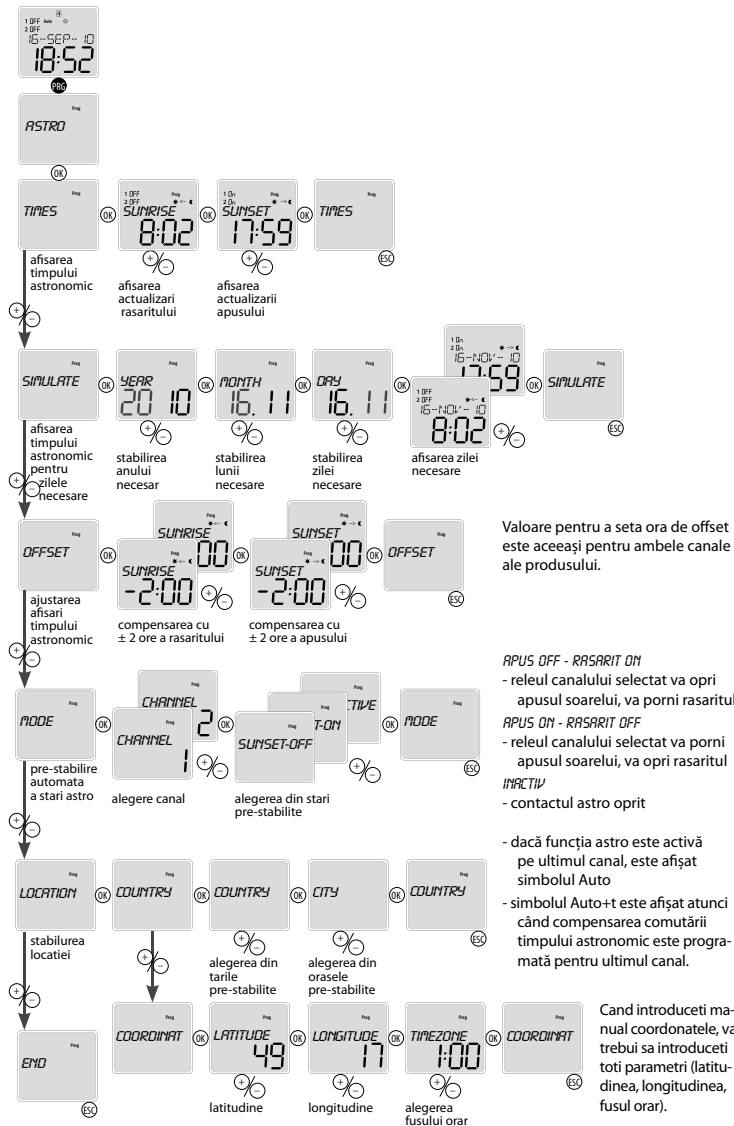 4
1 OFF Auto
2 OFF
16--SEP-- 10
18:52
PRG
Prog
ASTRO
OK
Prog
TIMES
OK
1 OFF Prog
2 OFF
SUNRISE
8:02
OK
1 On Prog
2 On
SUNSET
17:59
OK
Prog
TIMES
ESC
afisarea
timpului
astronomic
+/-
afisarea
actualizari
rasaritului
+/-
afisarea
actualizarii
apusului
+/-
Prog
SIMULATE
OK
Prog
YEAR
20 10
OK
Prog
MONTH
16. 11
OK
Prog
DAY
16. 11
OK
1 On
2 On
16--NOV-- 10
17:59
1 OFF
2 OFF
16--NOV-- 10
8:02
+/-
OK
Prog
SIMULATE
ESC
afisarea
timpului
astronomic
pentru
zilele
necesare
+/-
+/-
stabilirea
anului
necesar
+/-
stabilirea
lunii
necesare
+/-
stabilirea
zilei
necesare
afisarea zilei
necesare
Prog
OFFSET
OK
Prog
SUNRISE
00
Prog
SUNRISE
-2:00
+/-
OK
Prog
SUNSET
00
Prog
SUNSET
-2:00
+/-
OK
Prog
OFFSET
ESC
Valoare pentru a seta ora de offset
este aceeași pentru ambele canale
ale produsului.
ajustarea
afisari
timpului
astronomic
+/-
compensarea cu
± 2 ore a rasaritului
compensarea cu
± 2 ore a apusului
Prog
MODE
OK
Prog
CHANNEL
2
Prog
CHANNEL
1
+/-
OK
Prog
CTIVE
T-ON
Prog
SUNSET-OFF
+/-
OK
Prog
MODE
ESC
pre-stabilire
automata
a stari astro
+/-
alegere canal
alegerea din stari
pre-stabilite
APUS OFF - RASARIT ON
- releul canalului selectat va opri
apusul soarelui, va porni rasaritul
APUS ON - RASARIT OFF
- releul canalului selectat va porni
apusul soarelui, va opri rasaritul
INACTIV
- contactul astro oprit
- dacă funcția astro este activă
pe ultimul canal, este afișat
simbolul Auto
- simbolul Auto+t este afișat atunci
când compensarea comutării
timpului astronomic este progra-
mată pentru ultimul canal.
Prog
LOCATION
OK
Prog
COUNTRY
OK
Prog
COUNTRY
OK
Prog
CITY
OK
Prog
COUNTRY
ESC
stabilurea
locatiei
+/-
+/-
+/-
alegerea din
tarile
pre-stabilite
+/-
alegerea din
orasele
pre-stabilite
Prog
END
ESC
Prog
COORDINAT
OK
Prog
LATITUDE
49
OK
Prog
LONGITUDE
17
OK
Prog
TIMEZONE
1:00
OK
Prog
COORDINAT
ESC
+/-
latitudine
+/-
longitudine
+/-
alegerea
fusului orar
Cand introduceti ma-
nual coordonatele, va
trebui sa introduceti
toti parametri (latitu-
dinea, longitudinea,
fusul orar).